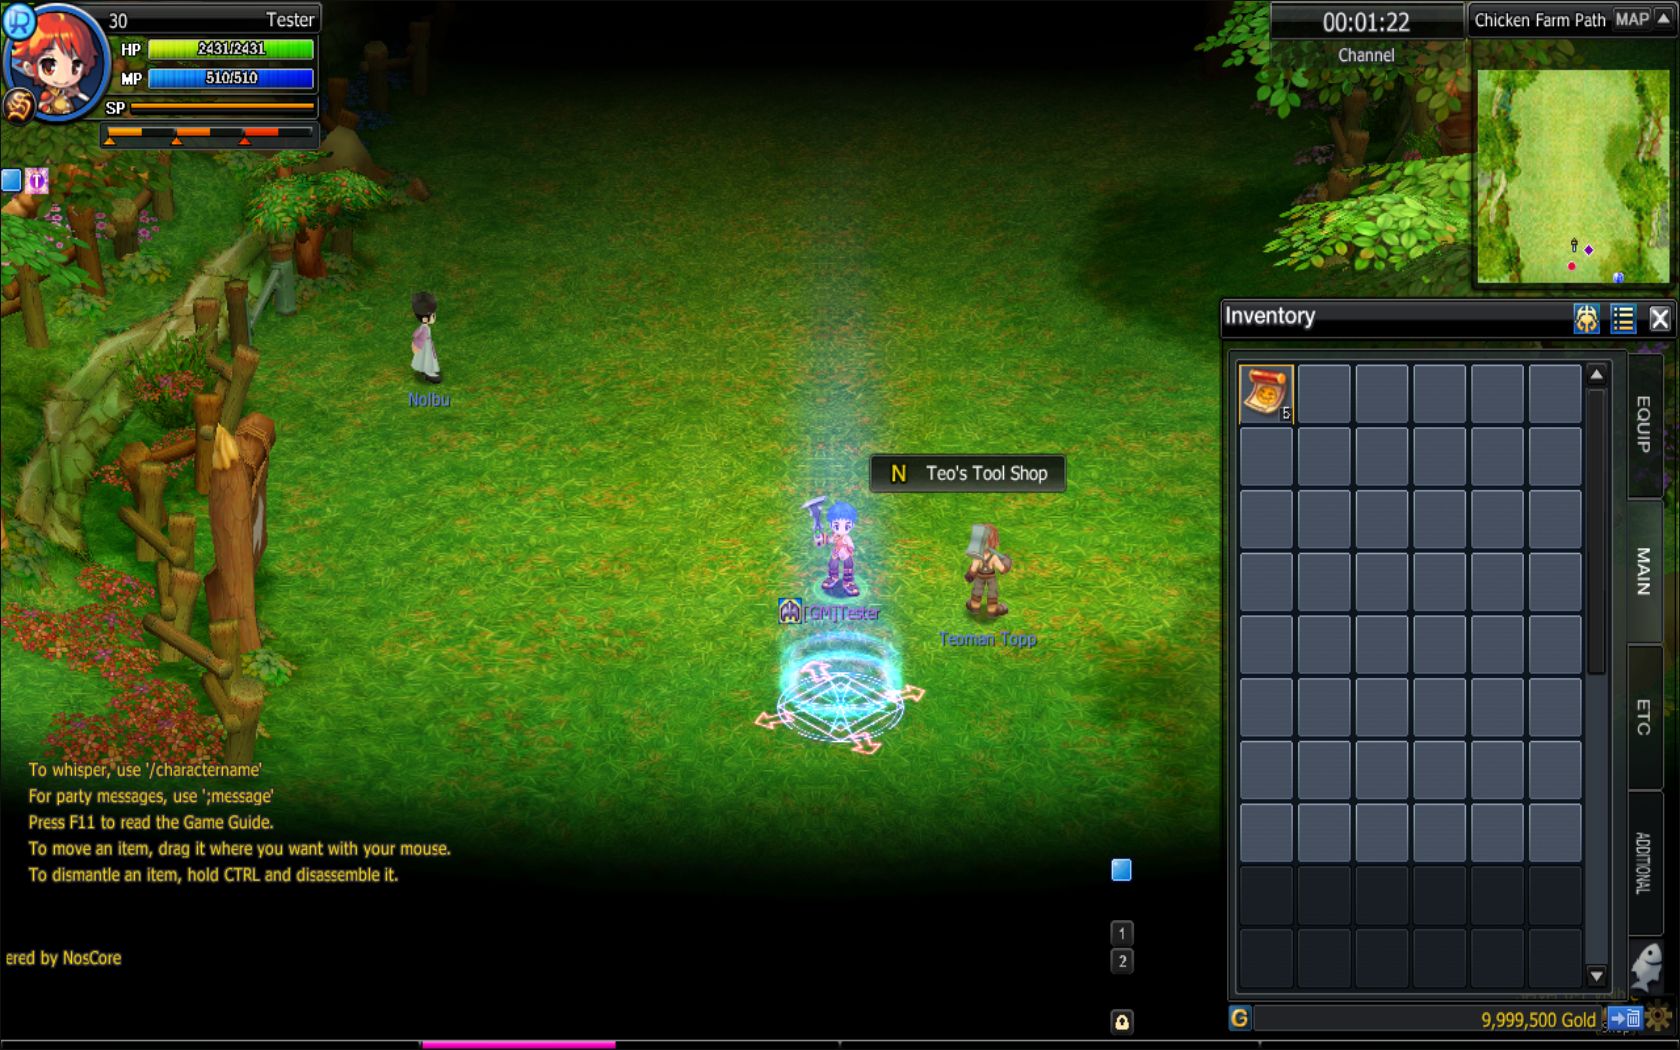 30 Tester
HP 2431/2431
MP 510/510
SP
T
00:01:22
Channel
Chicken Farm Path MAP
Inventory
5
EQUIP
MAIN
ETC
ADDITIONAL
Nolbu
N Teo's Tool Shop
[GM]Tester
Teoman Topp
To whisper, use '/charactername'
For party messages, use ';message'
Press F11 to read the Game Guide.
To move an item, drag it where you want with your mouse.
To dismantle an item, hold CTRL and disassemble it.
ered by NosCore
1
2
G 9,999,500 Gold